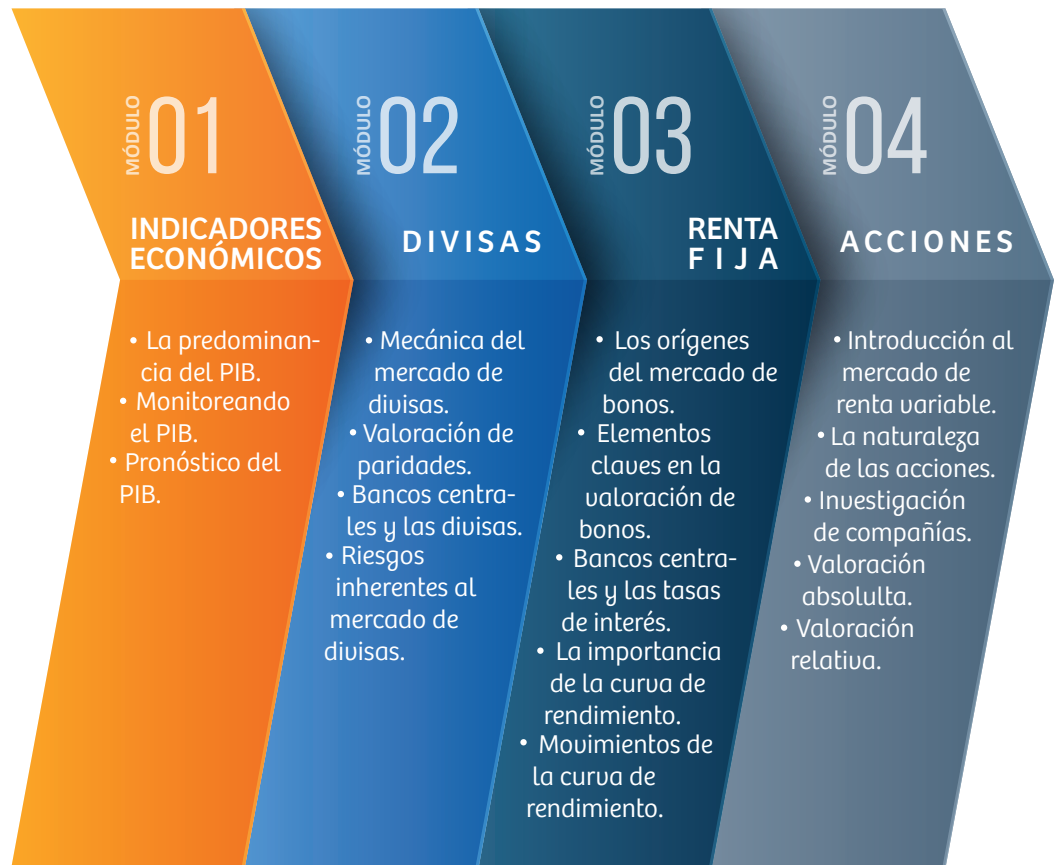 MÓDULO 01
INDICADORES
ECONÓMICOS
• La predominan-
cia del PIB.
• Monitoreando
el PIB.
• Pronóstico del
PIB.
MÓDULO 02
DIVISAS
• Mecánica del
mercado de
divisas.
• Valoración de
paridades.
• Bancos centra-
les y las divisas.
• Riesgos
inherentes al
mercado de
divisas.
MÓDULO 03
RENTA
FIJA
• Los orígenes
del mercado de
bonos.
• Elementos
claves en la
valoración de
bonos.
• Bancos centra-
les y las tasas
de interés.
• La importancia
de la curva de
rendimiento.
• Movimientos de
la curva de
rendimiento.
MÓDULO 04
ACCIONES
• Introducción al
mercado de
renta variable.
• La naturaleza
de las acciones.
• Investigación
de compañías.
• Valoración
absolulta.
• Valoración
relativa.